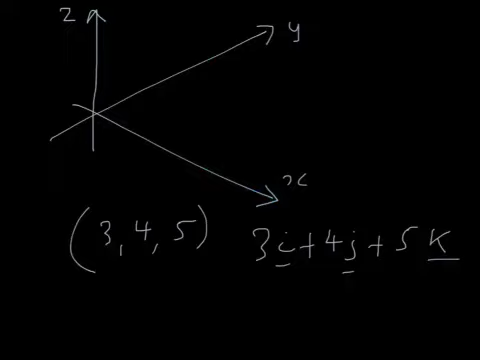 z
y
x
(3, 4, 5) 3i + 4j + 5k